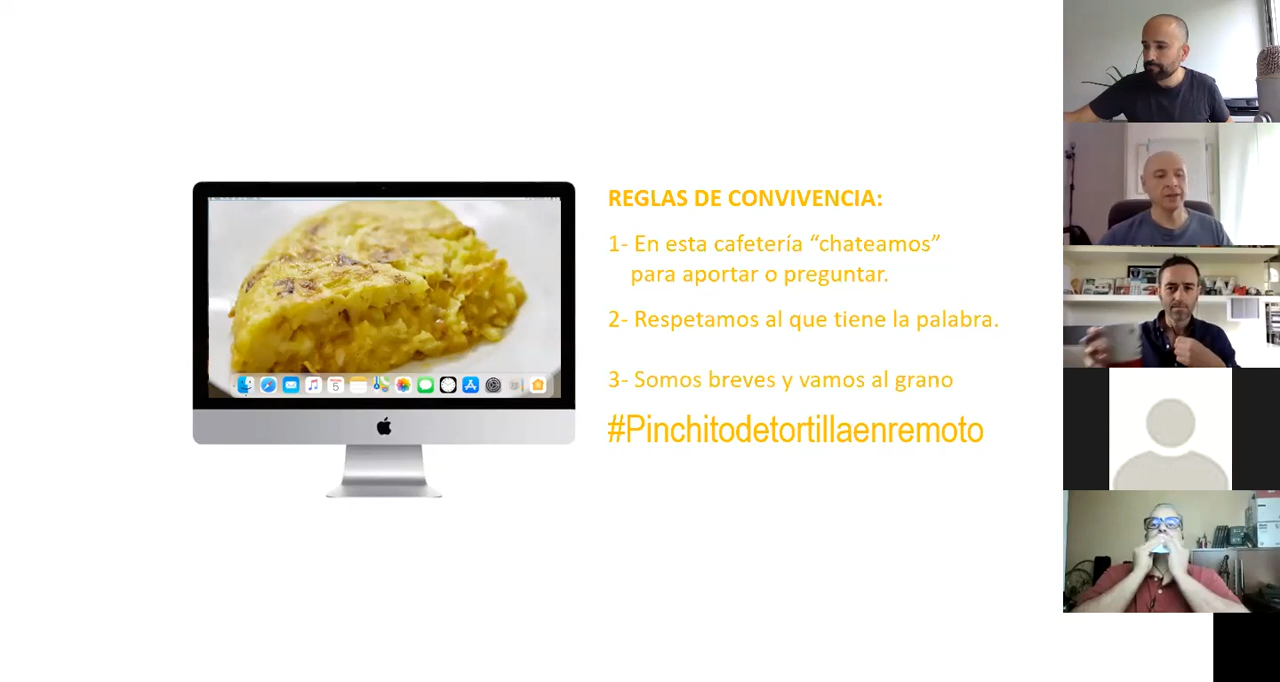 REGLAS DE CONVIVENCIA:
1- En esta cafetería “chateamos”
para aportar o preguntar.
2- Respetamos al que tiene la palabra.
3- Somos breves y vamos al grano
#Pinchitodetortillaenremoto